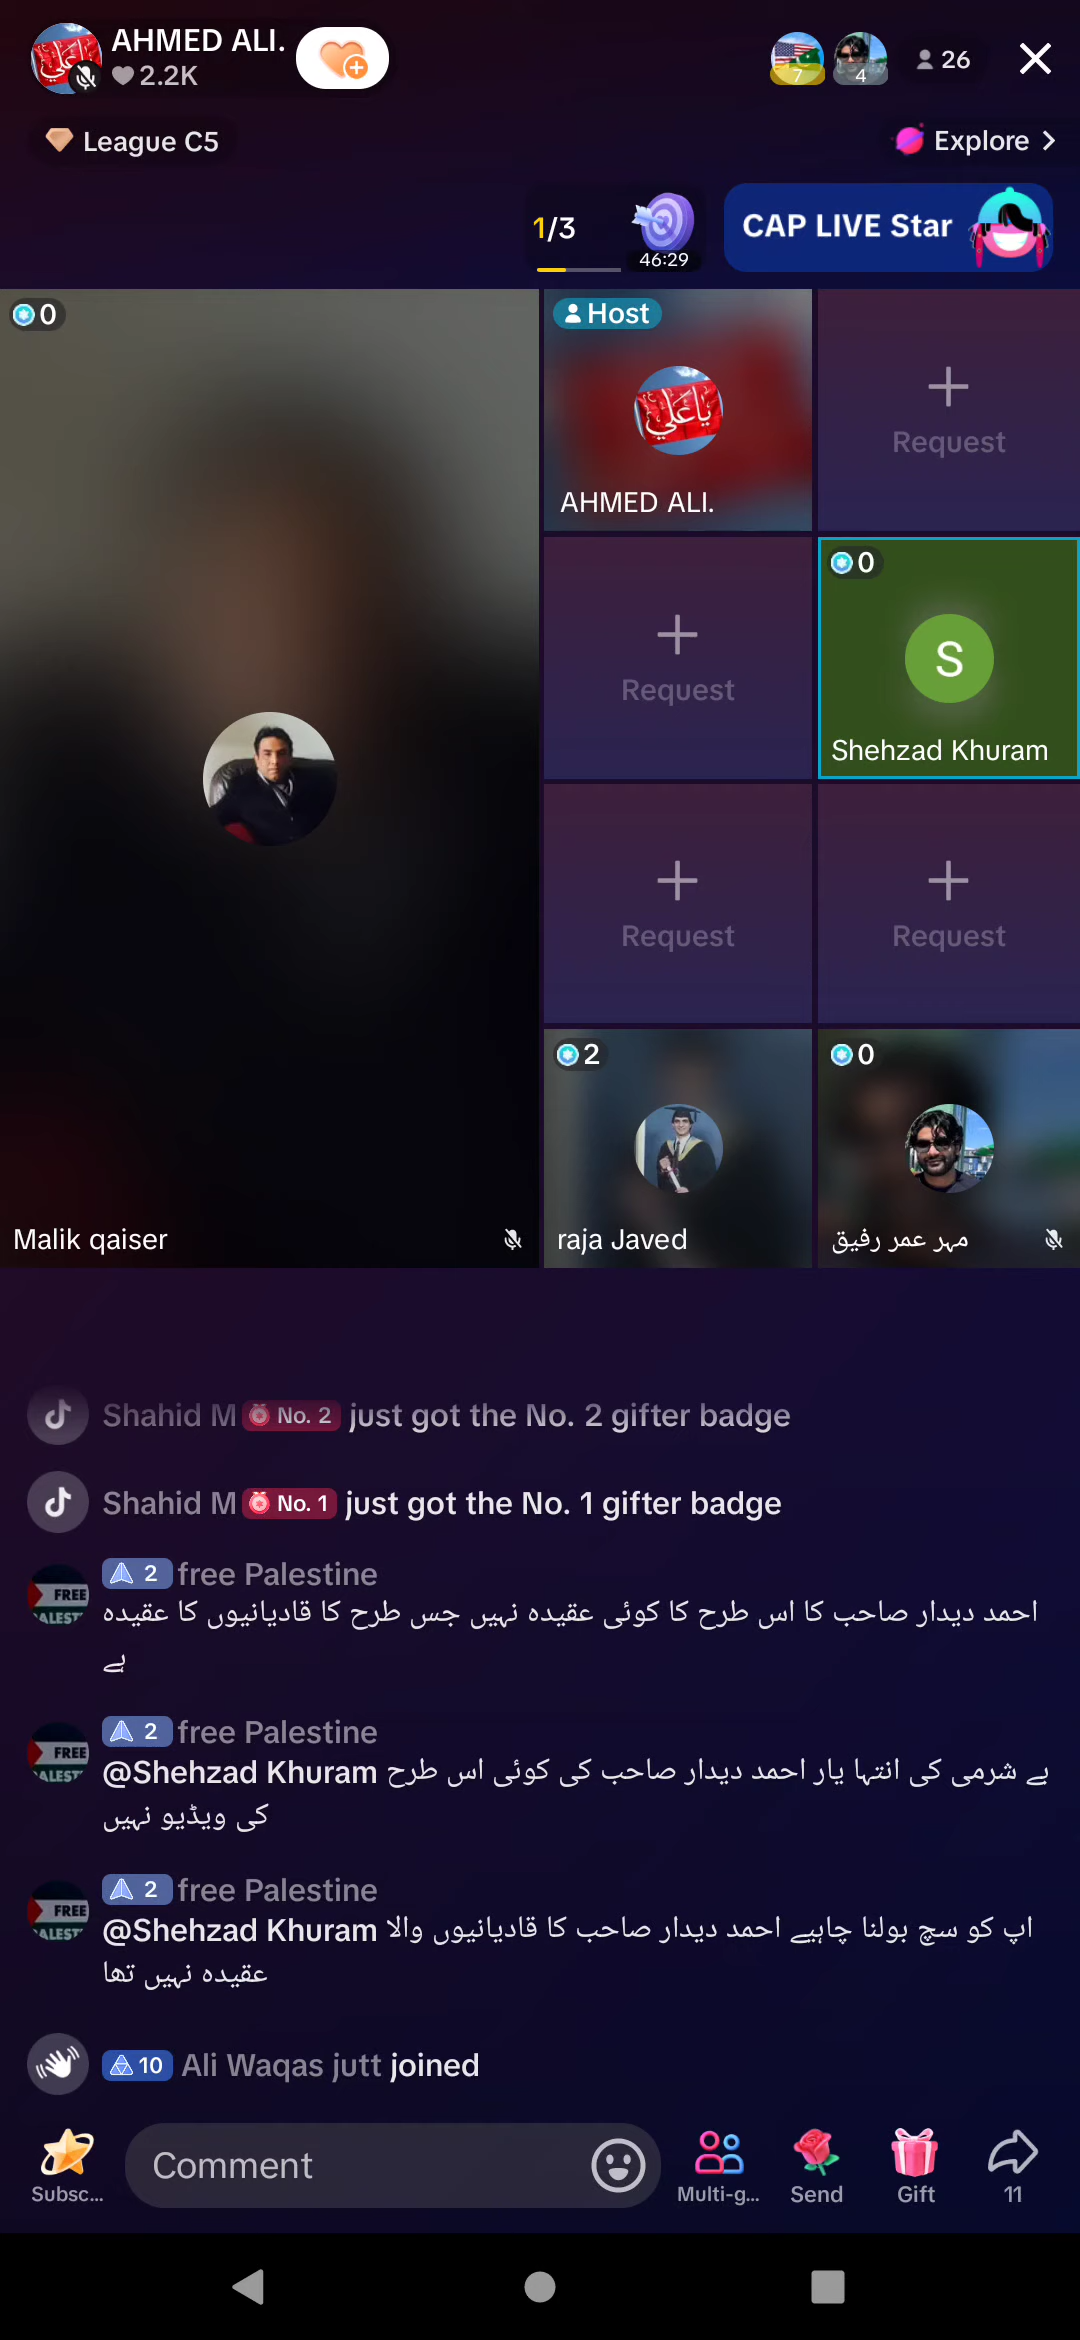 AHMED ALI.
2.2K
7
4
26
League C5
Explore
1/3
46:29
CAP LIVE Star
0
Host
ياعلي
AHMED ALI.
Request
Request
0
S
Shehzad Khuram
Request
Request
Malik qaiser
2
raja Javed
0
مہر عمر رفیق
Shahid M No. 2 just got the No. 2 gifter badge
Shahid M No. 1 just got the No. 1 gifter badge
2 free Palestine
FREE
احمد دیدار صاحب کا اس طرح کا کوئی عقیدہ نہیں جس طرح کا قادیانیوں کا عقیدہ
ہے
2 free Palestine
FREE
@Shehzad Khuram بے شرمی کی انتہا یار احمد دیدار صاحب کی کوئی اس طرح
کی ویڈیو نہیں
2 free Palestine
FREE
@Shehzad Khuram اپ کو سچ بولنا چاہیے احمد دیدار صاحب کا قادیانیوں والا
عقیدہ نہیں تھا
10 Ali Waqas jutt joined
Subsc...
Comment
Multi-g...
Send
Gift
11